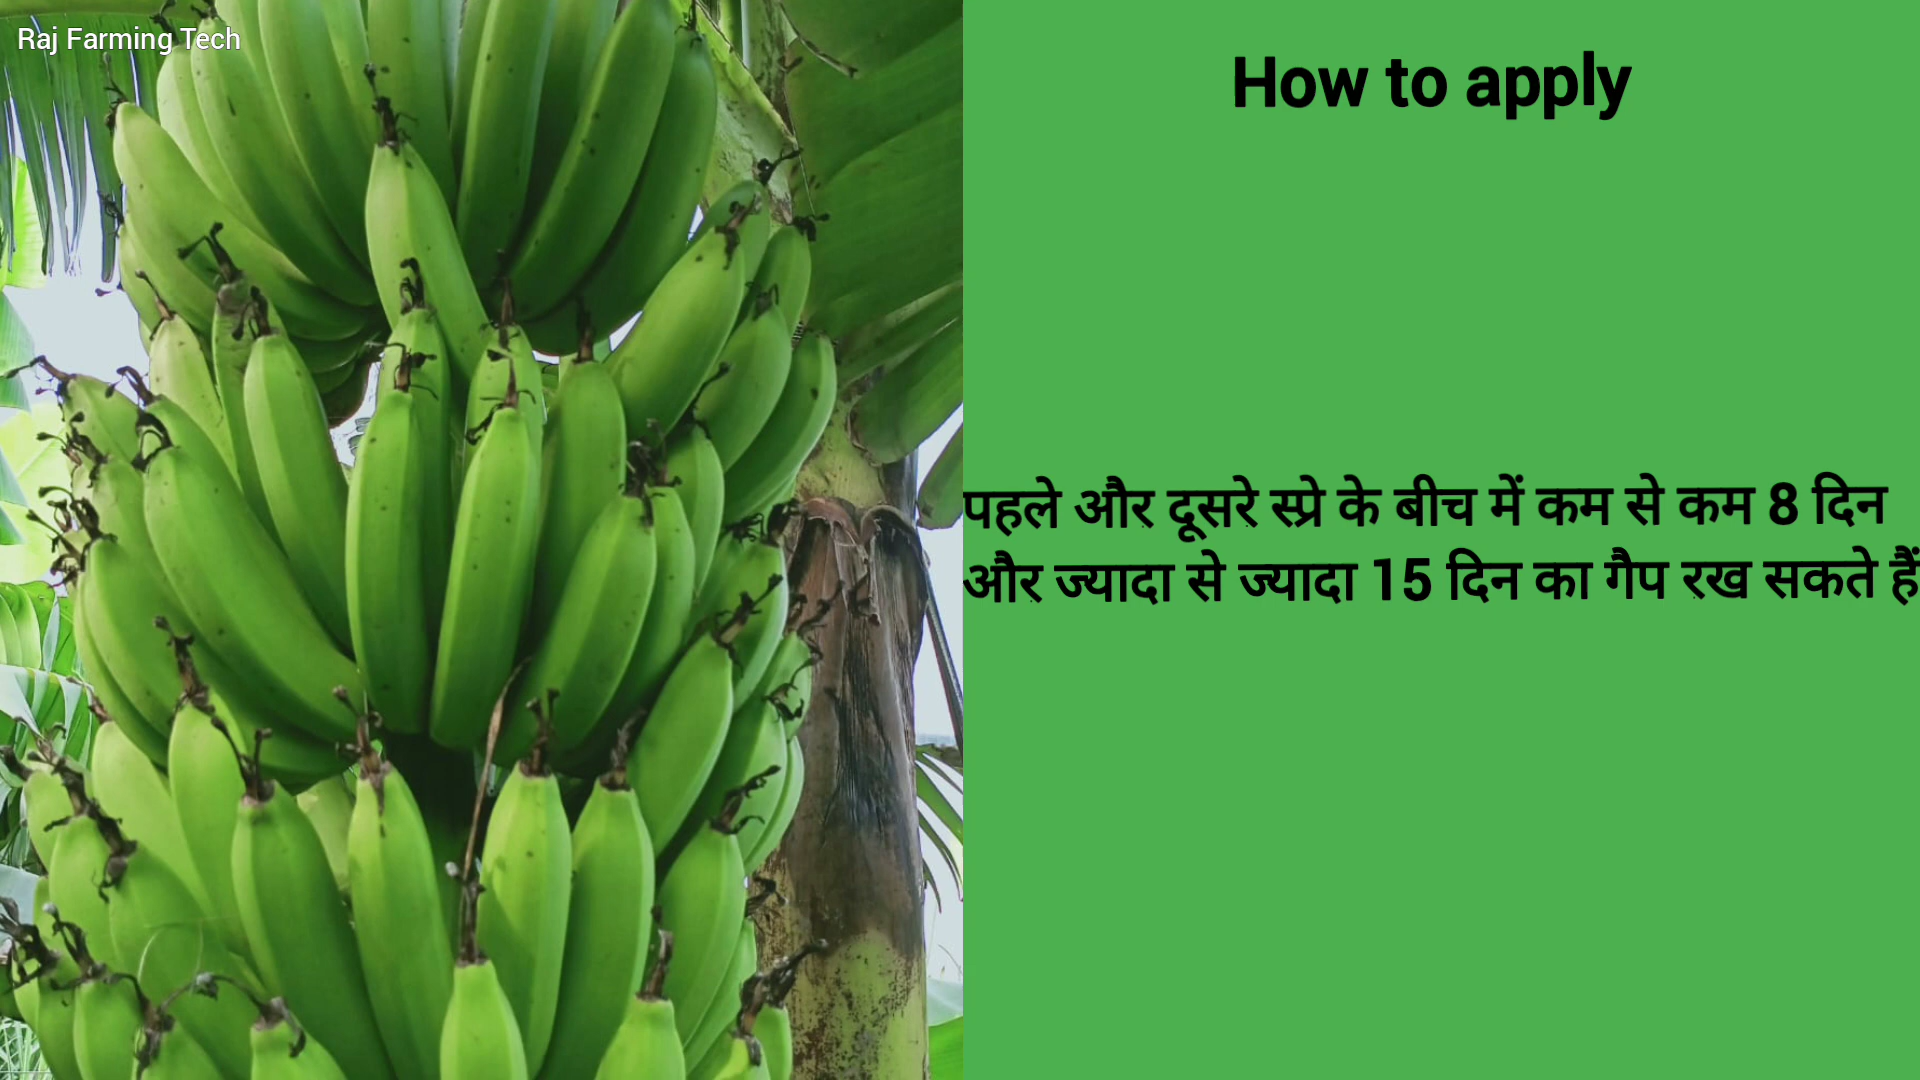 Raj Farming Tech
How to apply
पहले और दूसरे स्प्रे के बीच में कम से कम 8 दिन
और ज्यादा से ज्यादा 15 दिन का गैप रख सकते हैं